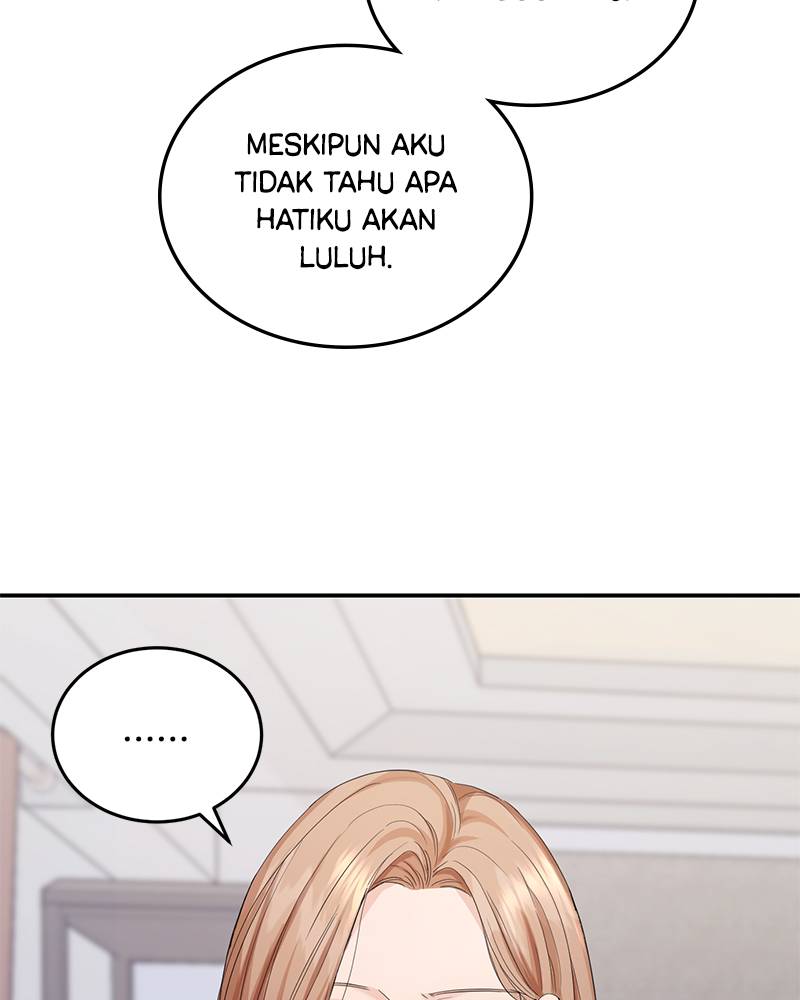 MESKIPUN AKU
TIDAK TAHU APA
HATIKU AKAN
LULUH.
......